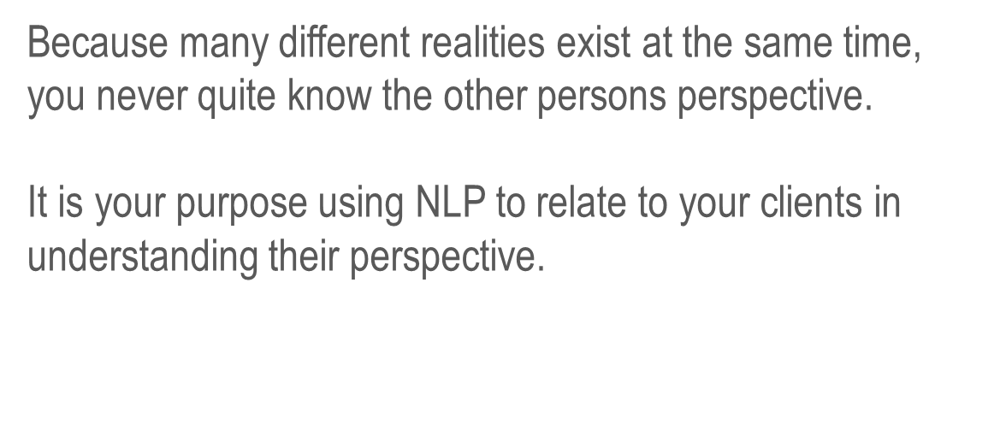 Because many different realities exist at the same time,
you never quite know the other persons perspective.
It is your purpose using NLP to relate to your clients in
understanding their perspective.